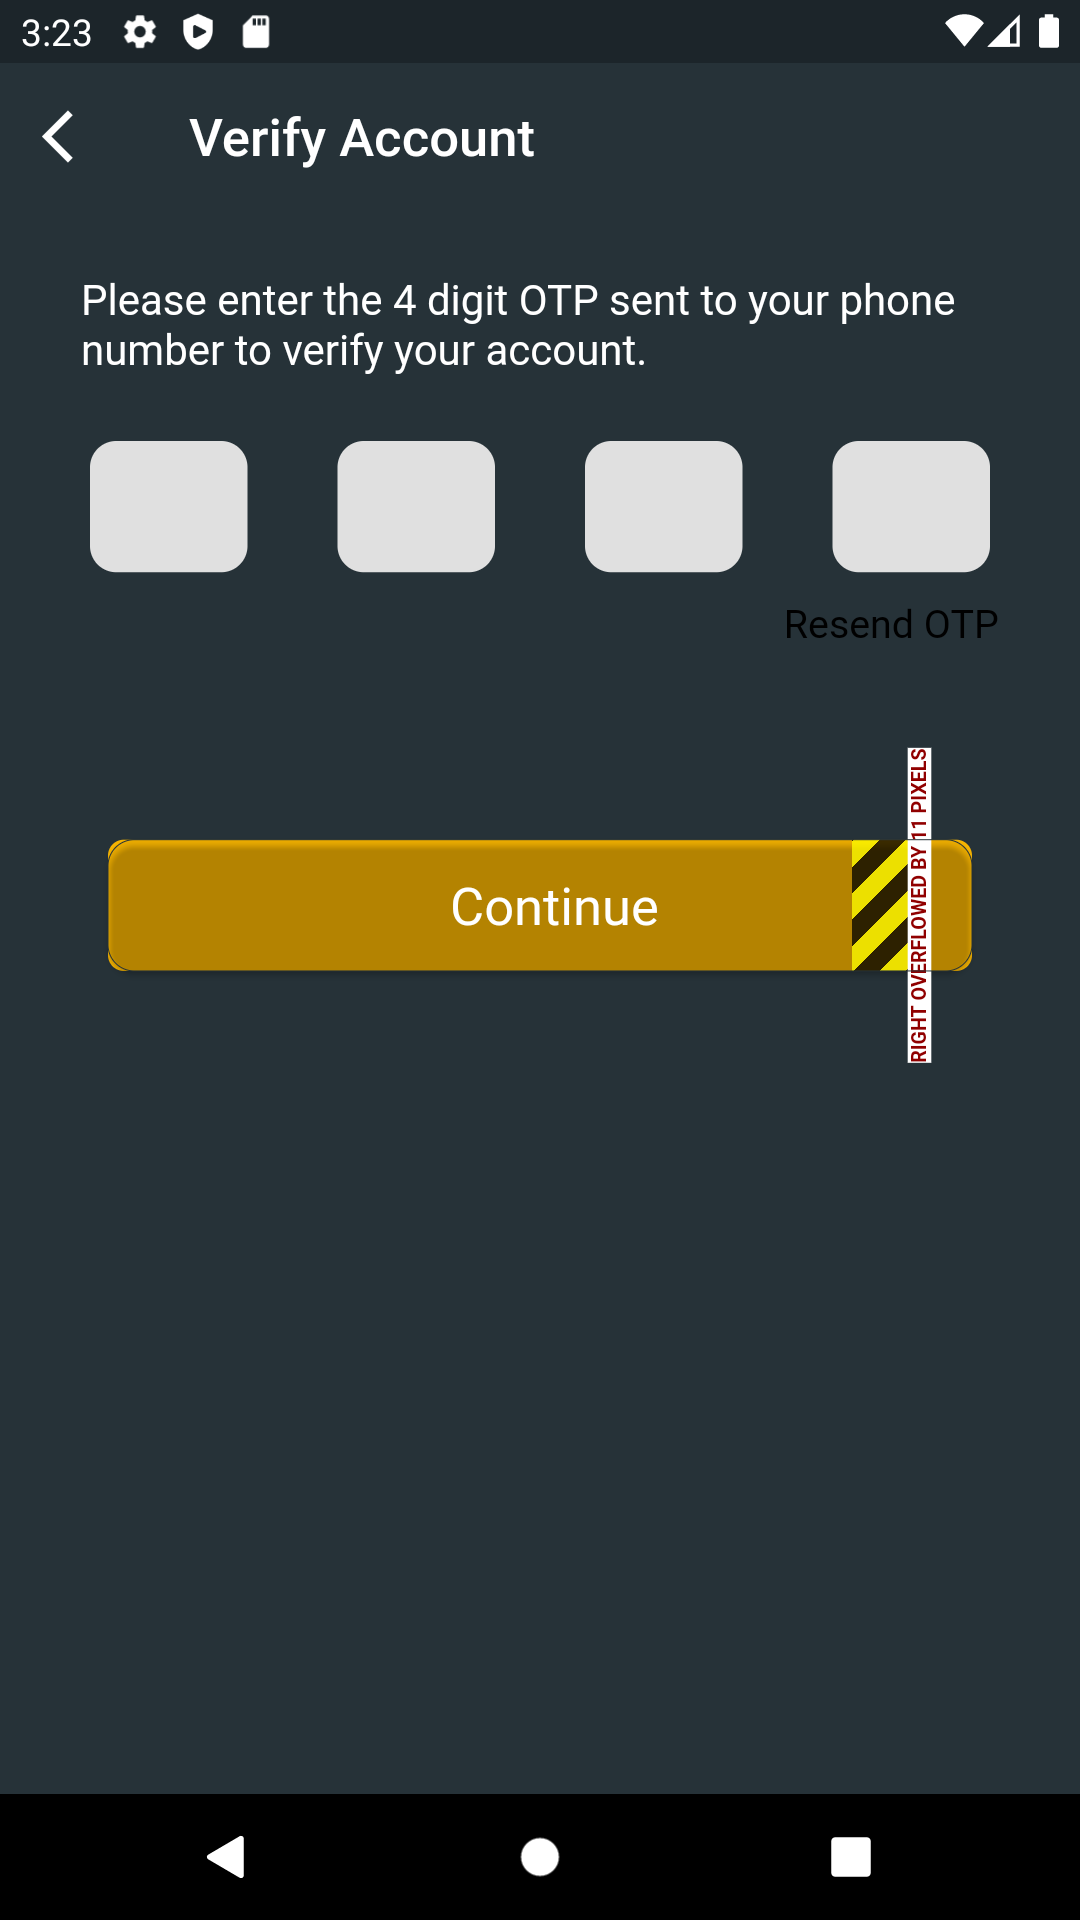 3:23
Verify Account
Please enter the 4 digit OTP sent to your phone
number to verify your account.
Resend OTP
Continue
RIGHT OVERFLOWED BY 11 PIXELS